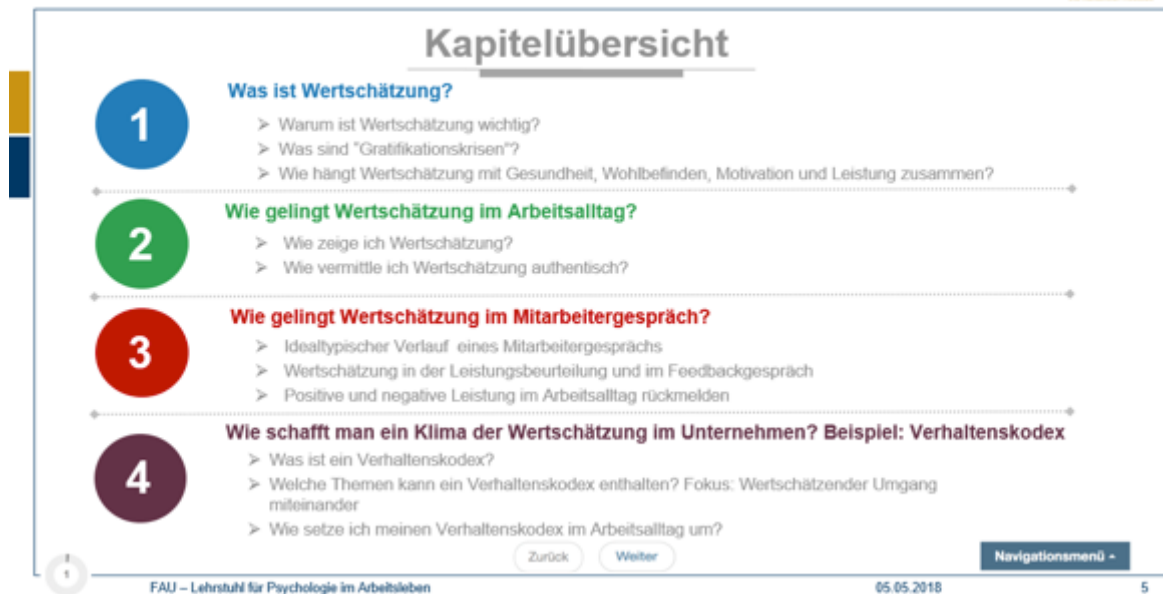 Kapitelübersicht
1
Was ist Wertschätzung?
➢ Warum ist Wertschätzung wichtig?
➢ Was sind "Gratifikationskrisen"?
➢ Wie hängt Wertschätzung mit Gesundheit, Wohlbefinden, Motivation und Leistung zusammen?
2
Wie gelingt Wertschätzung im Arbeitsalltag?
➢ Wie zeige ich Wertschätzung?
➢ Wie vermittle ich Wertschätzung authentisch?
3
Wie gelingt Wertschätzung im Mitarbeitergespräch?
➢ Idealtypischer Verlauf eines Mitarbeitergesprächs
➢ Wertschätzung in der Leistungsbeurteilung und im Feedbackgespräch
➢ Positive und negative Leistung im Arbeitsalltag rückmelden
4
Wie schafft man ein Klima der Wertschätzung im Unternehmen? Beispiel: Verhaltenskodex
➢ Was ist ein Verhaltenskodex?
➢ Welche Themen kann ein Verhaltenskodex enthalten? Fokus: Wertschätzender Umgang
miteinander
➢ Wie setze ich meinen Verhaltenskodex im Arbeitsalltag um?
Zurück Weiter Navigationsmenü
1
FAU – Lehrstuhl für Psychologie im Arbeitsleben 05.05.2018 5